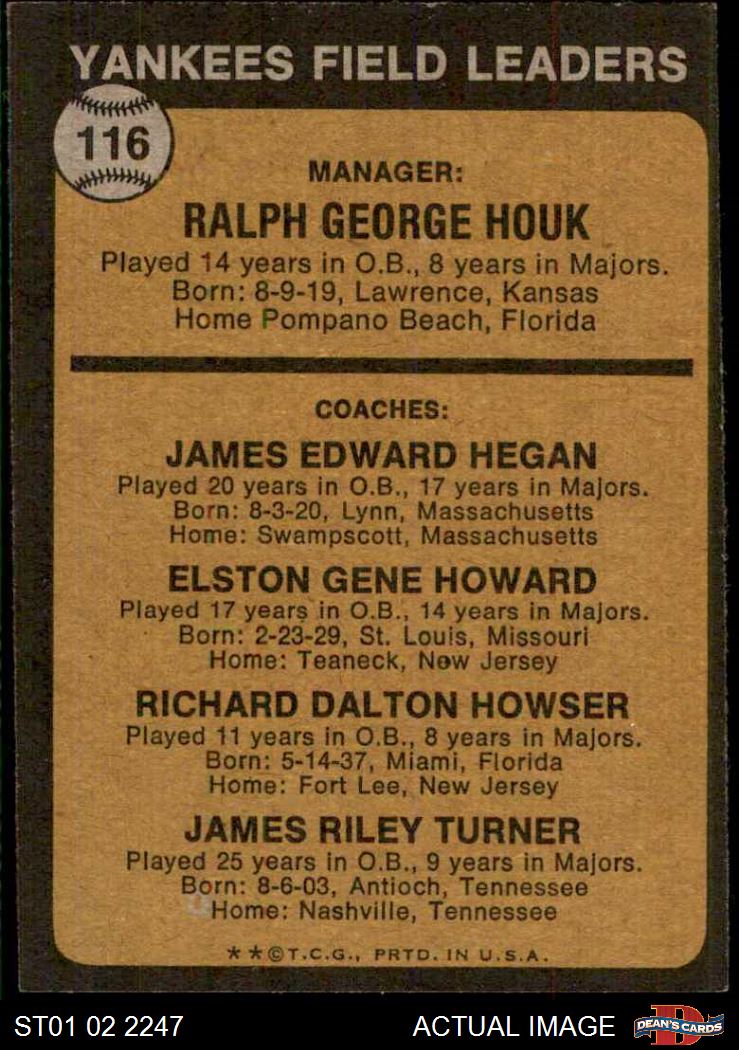 YANKEES FIELD LEADERS
116
MANAGER:
RALPH GEORGE HOUK
Played 14 years in O.B., 8 years in Majors.
Born: 8-9-19, Lawrence, Kansas
Home Pompano Beach, Florida
COACHES:
JAMES EDWARD HEGAN
Played 20 years in O.B., 17 years in Majors.
Born: 8-3-20, Lynn, Massachusetts
Home: Swampscott, Massachusetts
ELSTON GENE HOWARD
Played 17 years in O.B., 14 years in Majors.
Born: 2-23-29, St. Louis, Missouri
Home: Teaneck, New Jersey
RICHARD DALTON HOWSER
Played 11 years in O.B., 8 years in Majors.
Born: 5-14-37, Miami, Florida
Home: Fort Lee, New Jersey
JAMES RILEY TURNER
Played 25 years in O.B., 9 years in Majors.
Born: 8-6-03, Antioch, Tennessee
Home: Nashville, Tennessee
**©T.C.G., PRTD. IN U.S.A.
ST01 02 2247
ACTUAL IMAGE
D
DEAN'S CARDS